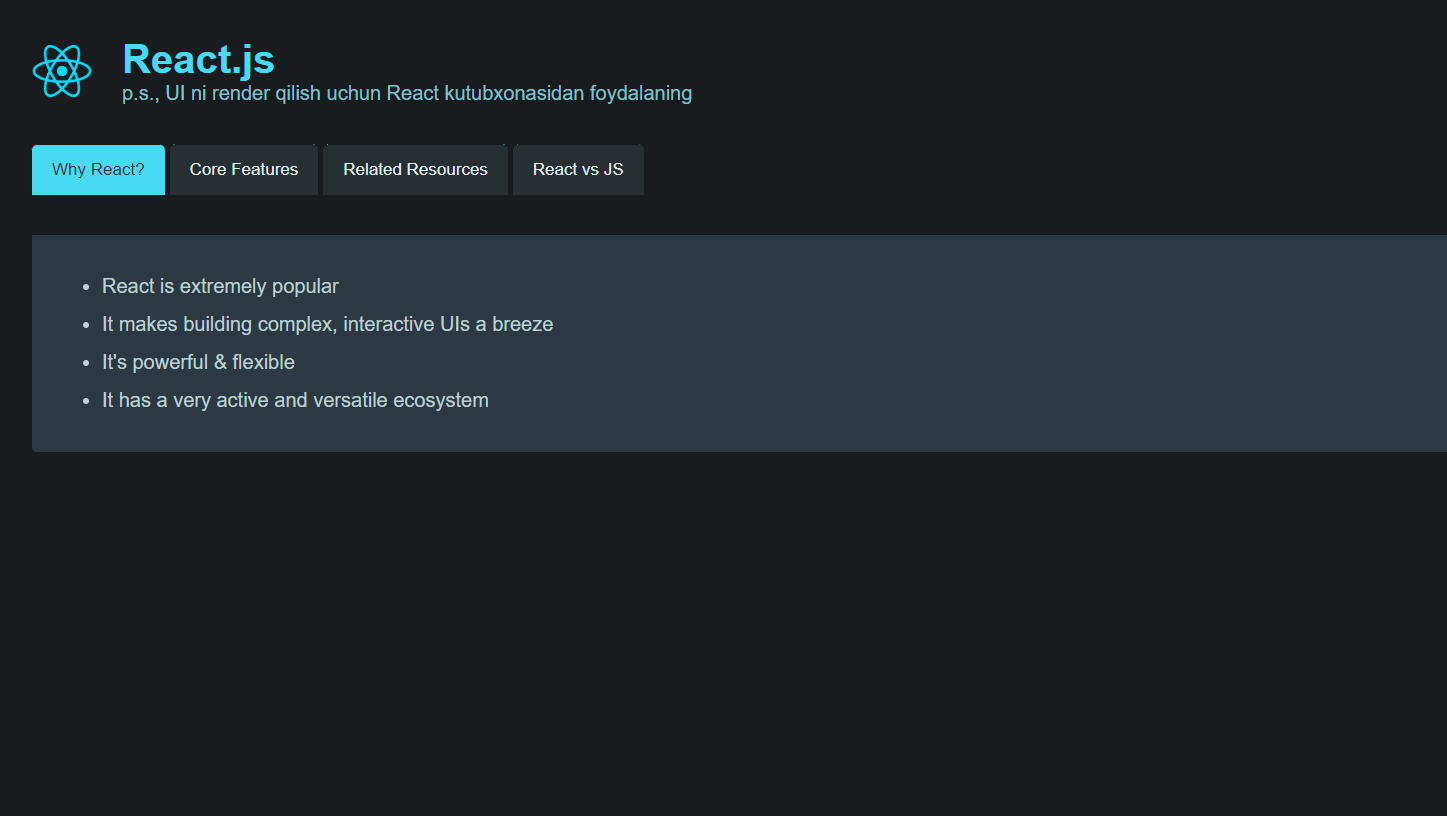 React.js
p.s., UI ni render qilish uchun React kutubxonasidan foydalaning
Why React?
Core Features
Related Resources
React vs JS
• React is extremely popular
• It makes building complex, interactive UIs a breeze
• It's powerful & flexible
• It has a very active and versatile ecosystem